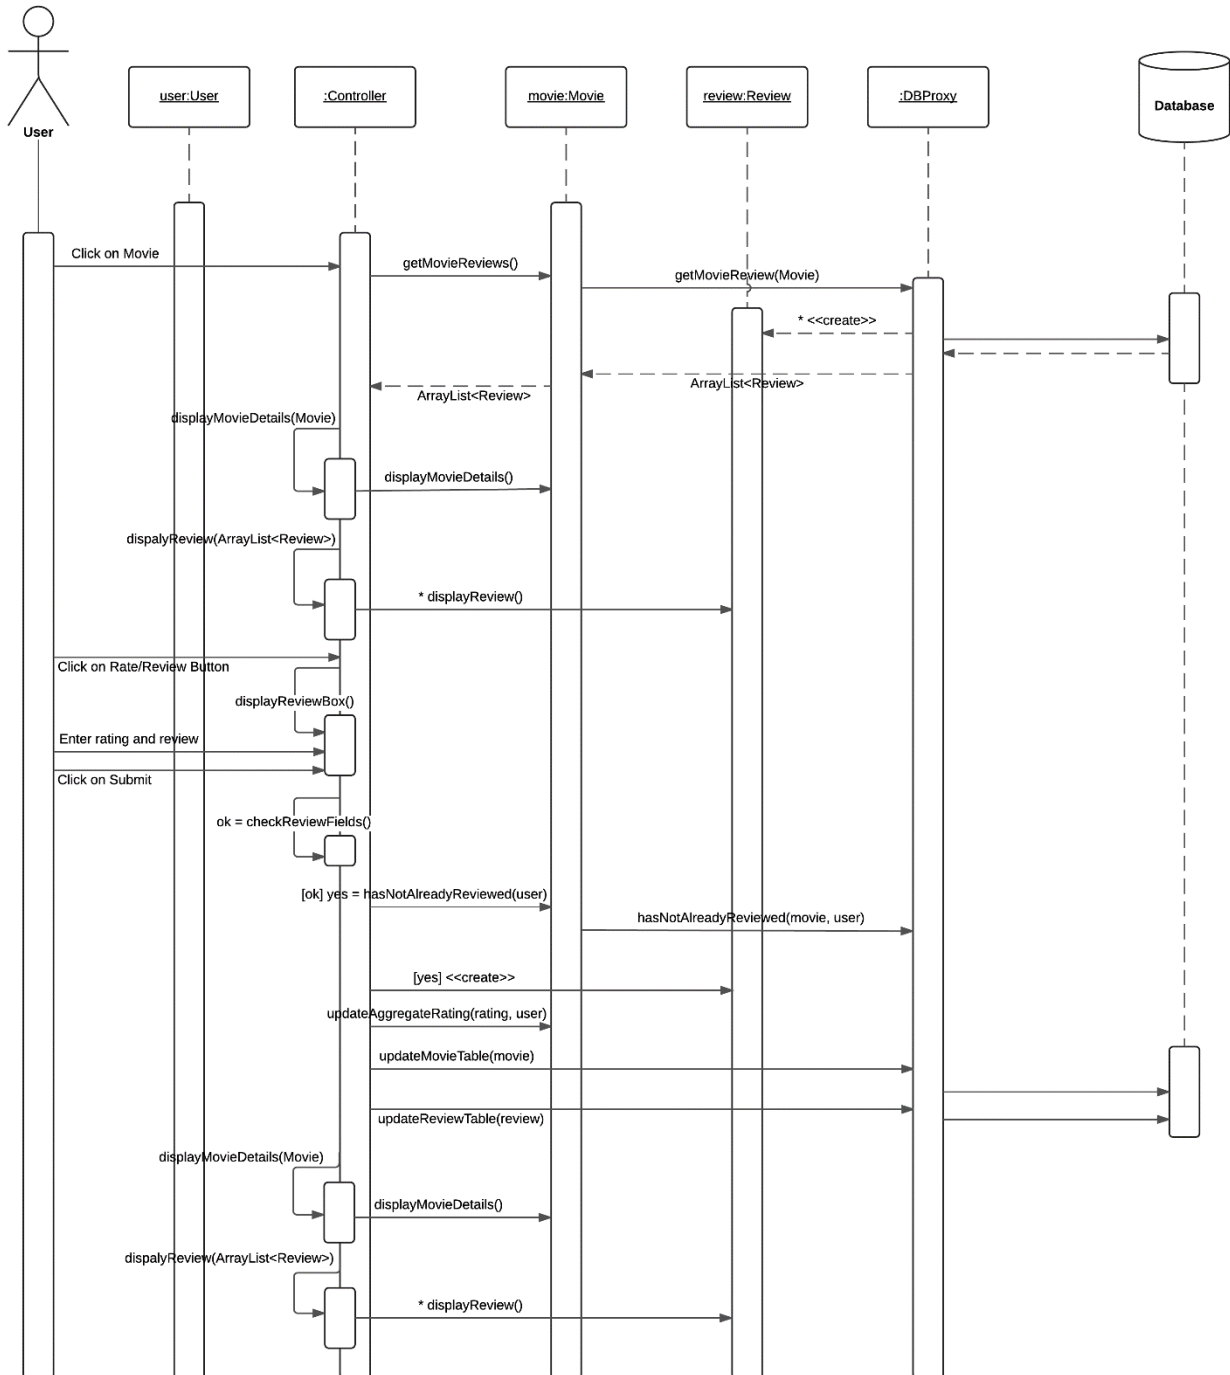 User
user:User
:Controller
movie:Movie
review:Review
:DBProxy
Database
Click on Movie
getMovieReviews()
getMovieReview(Movie)
* <<create>>
ArrayList<Review>
ArrayList<Review>
displayMovieDetails(Movie)
displayMovieDetails()
dispalyReview(ArrayList<Review>)
* displayReview()
Click on Rate/Review Button
displayReviewBox()
Enter rating and review
Click on Submit
ok = checkReviewFields()
[ok] yes = hasNotAlreadyReviewed(user)
hasNotAlreadyReviewed(movie, user)
[yes] <<create>>
updateAggregateRating(rating, user)
updateMovieTable(movie)
updateReviewTable(review)
displayMovieDetails(Movie)
displayMovieDetails()
dispalyReview(ArrayList<Review>)
* displayReview()